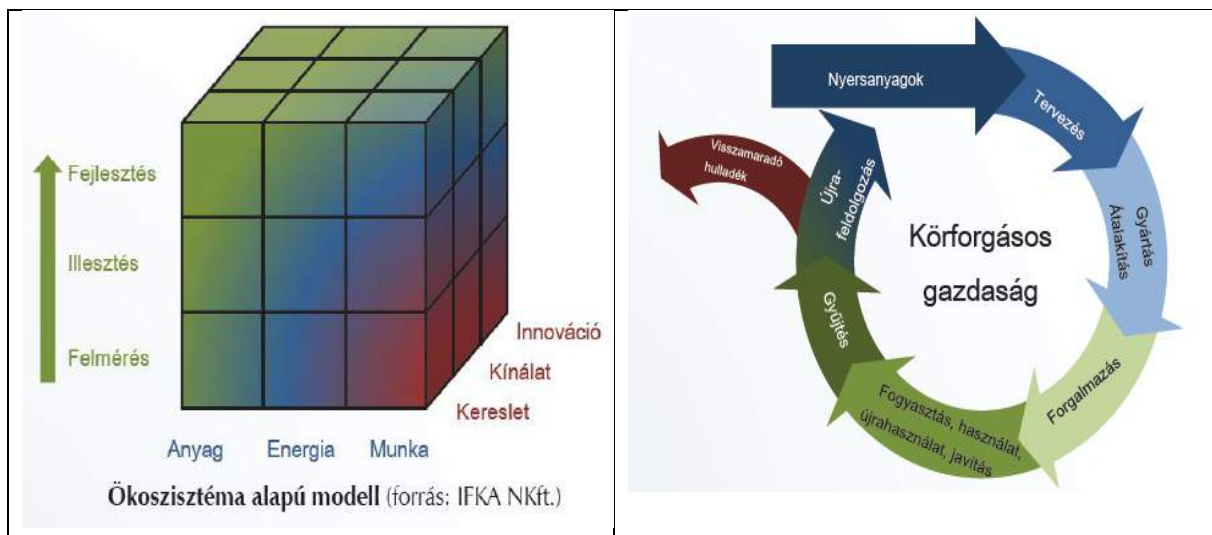 Fejlesztés
Illesztés
Felmérés
Innováció
Kínálat
Kereslet
Anyag Energia Munka
Ökoszisztéma alapú modell (forrás: IFKA NKft.)
Nyersanyagok
Tervezés
Gyártás
Átalakítás
Forgalmazás
Fogyasztás, használat,
újrahasználat, javítás
Gyűjtés
Újra-
feldolgozás
Visszamaradó
hulladék
Körforgásos
gazdaság